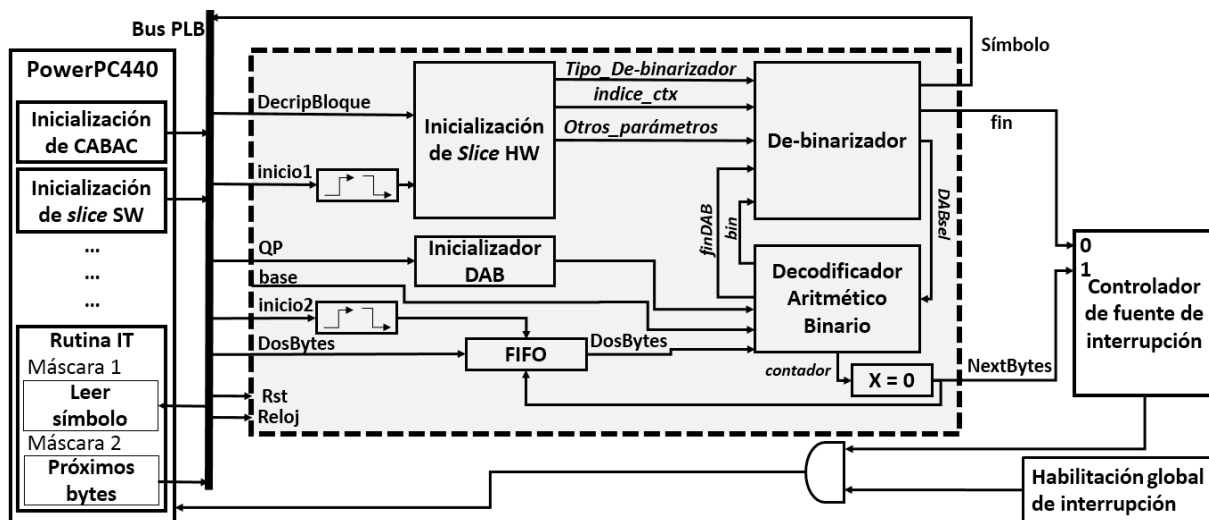 Bus PLB
Símbolo
PowerPC440
Inicialización
de CABAC
Inicialización
de slice SW
...
...
...
Rutina IT
Máscara 1
Leer
símbolo
Máscara 2
Próximos
bytes
DecripBloque
inicio1
QP
base
inicio2
DosBytes
Rst
Reloj
Inicialización
de Slice HW
Inicializador
DAB
FIFO
DosBytes
Tipo_De-binarizador
indice_ctx
Otros_parámetros
De-binarizador
finDAB
bin
DABsel
Decodificador
Aritmético
Binario
contador
X = 0
fin
NextBytes
0
1
Controlador
de fuente de
interrupción
Habilitación global
de interrupción